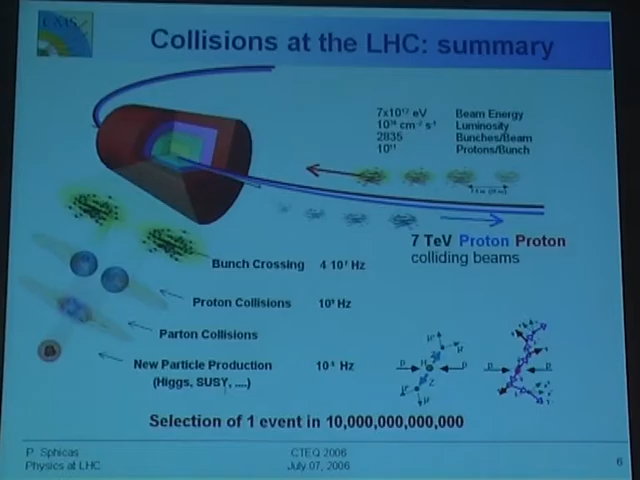 CMS
Collisions at the LHC: summary
7x10¹² eV Beam Energy
10³⁴ cm⁻² s⁻¹ Luminosity
2835 Bunches/Beam
10¹¹ Protons/Bunch
7 TeV Proton Proton
colliding beams
Bunch Crossing 4 10⁷ Hz
Proton Collisions 10⁹ Hz
Parton Collisions
New Particle Production 10⁻⁵ Hz
(Higgs, SUSY, ....)
p p
p p
Selection of 1 event in 10,000,000,000,000
P. Sphicas CTEQ 2006
Physics at LHC July 07, 2006 6